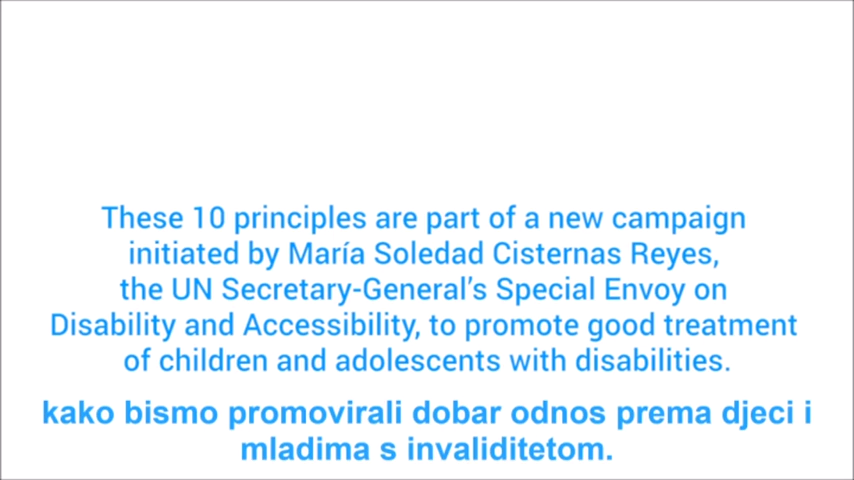 These 10 principles are part of a new campaign
initiated by María Soledad Cisternas Reyes,
the UN Secretary-General’s Special Envoy on
Disability and Accessibility, to promote good treatment
of children and adolescents with disabilities.
kako bismo promovirali dobar odnos prema djeci i
mladima s invaliditetom.